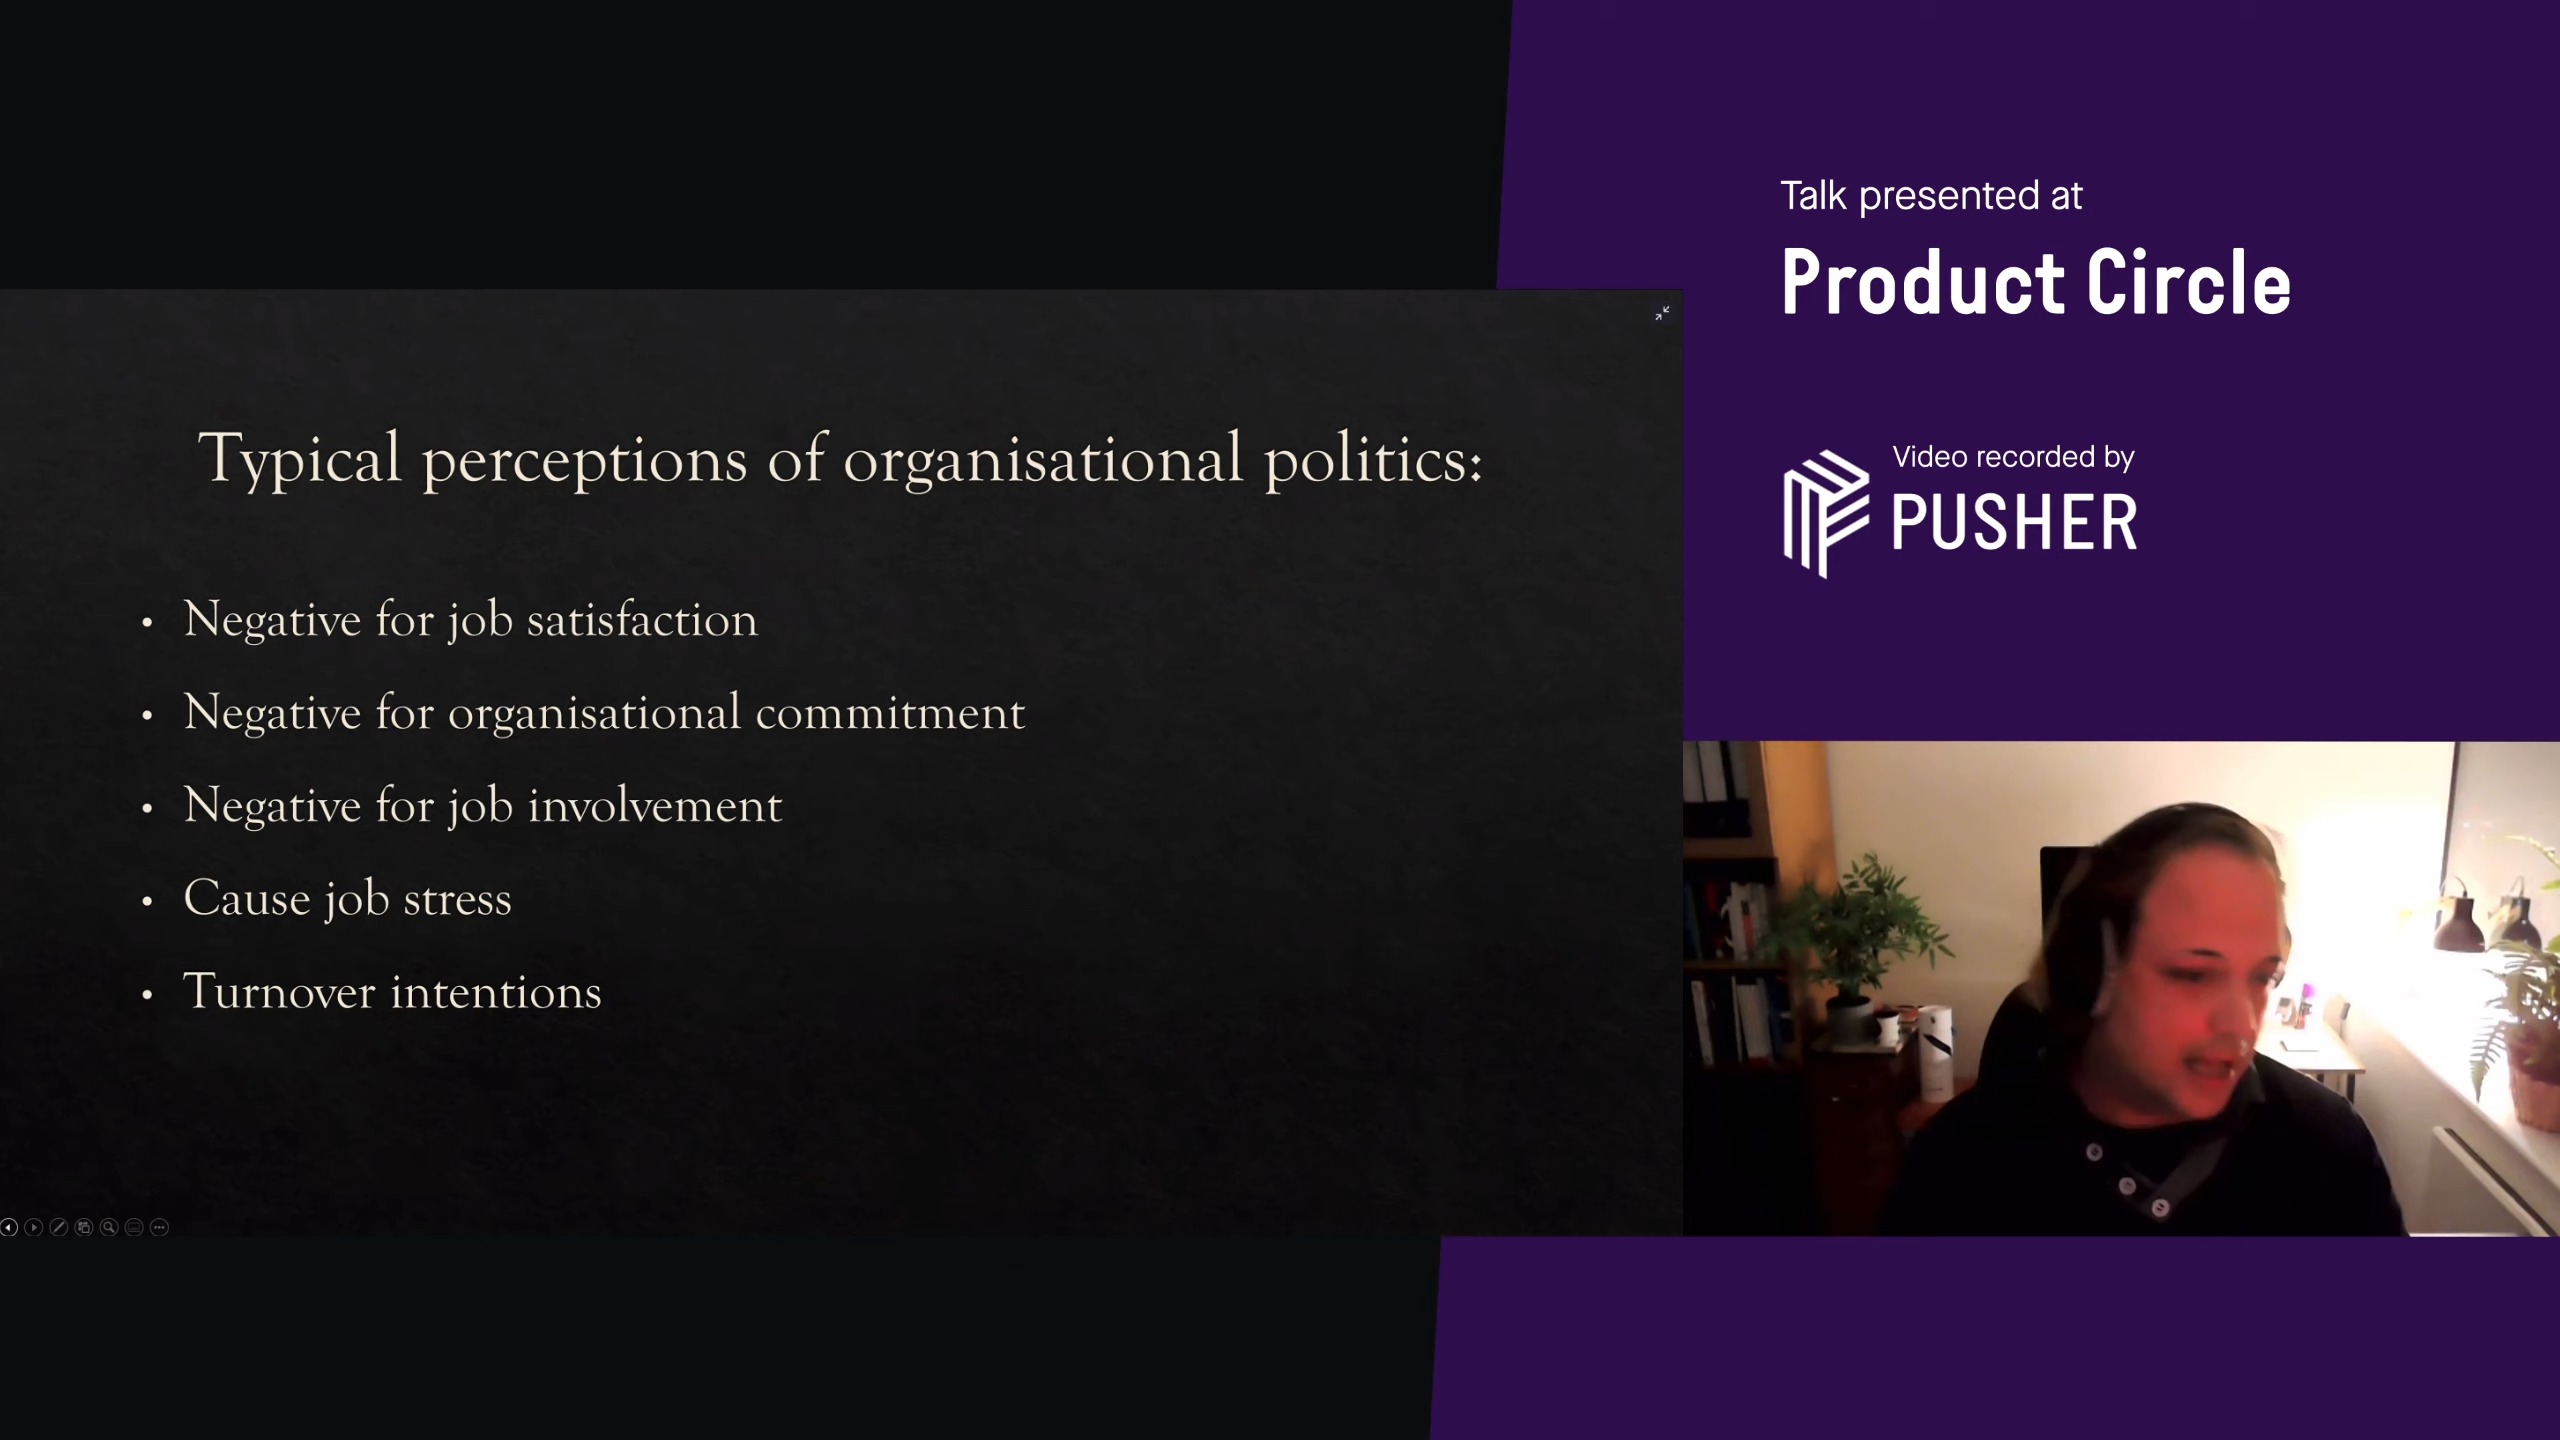 Talk presented at
Product Circle
Video recorded by
PUSHER
Typical perceptions of organisational politics:
• Negative for job satisfaction
• Negative for organisational commitment
• Negative for job involvement
• Cause job stress
• Turnover intentions